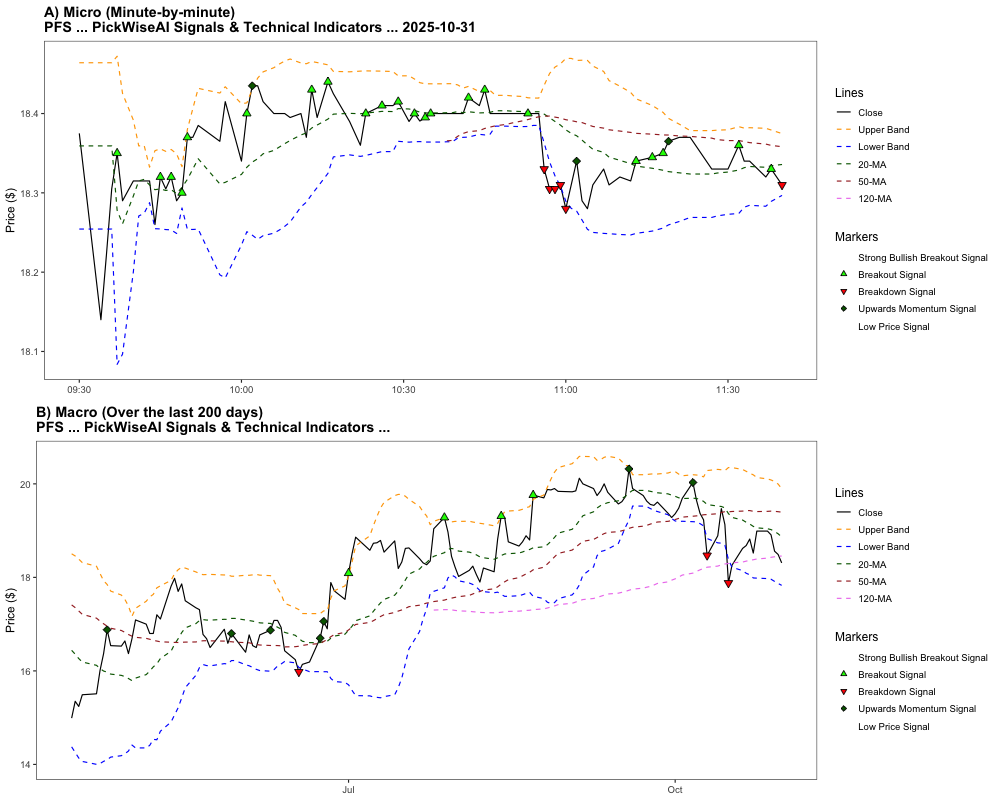 A) Micro (Minute-by-minute)
PFS ... PickWiseAI Signals & Technical Indicators ... 2025-10-31
Price ($)
18.4
18.3
18.2
18.1
09:30
10:00
10:30
11:00
11:30
Lines
Close
Upper Band
Lower Band
20-MA
50-MA
120-MA
Markers
Strong Bullish Breakout Signal
Breakout Signal
Breakdown Signal
Upwards Momentum Signal
Low Price Signal
B) Macro (Over the last 200 days)
PFS ... PickWiseAI Signals & Technical Indicators ...
Price ($)
20
18
16
14
Jul
Oct
Lines
Close
Upper Band
Lower Band
20-MA
50-MA
120-MA
Markers
Strong Bullish Breakout Signal
Breakout Signal
Breakdown Signal
Upwards Momentum Signal
Low Price Signal